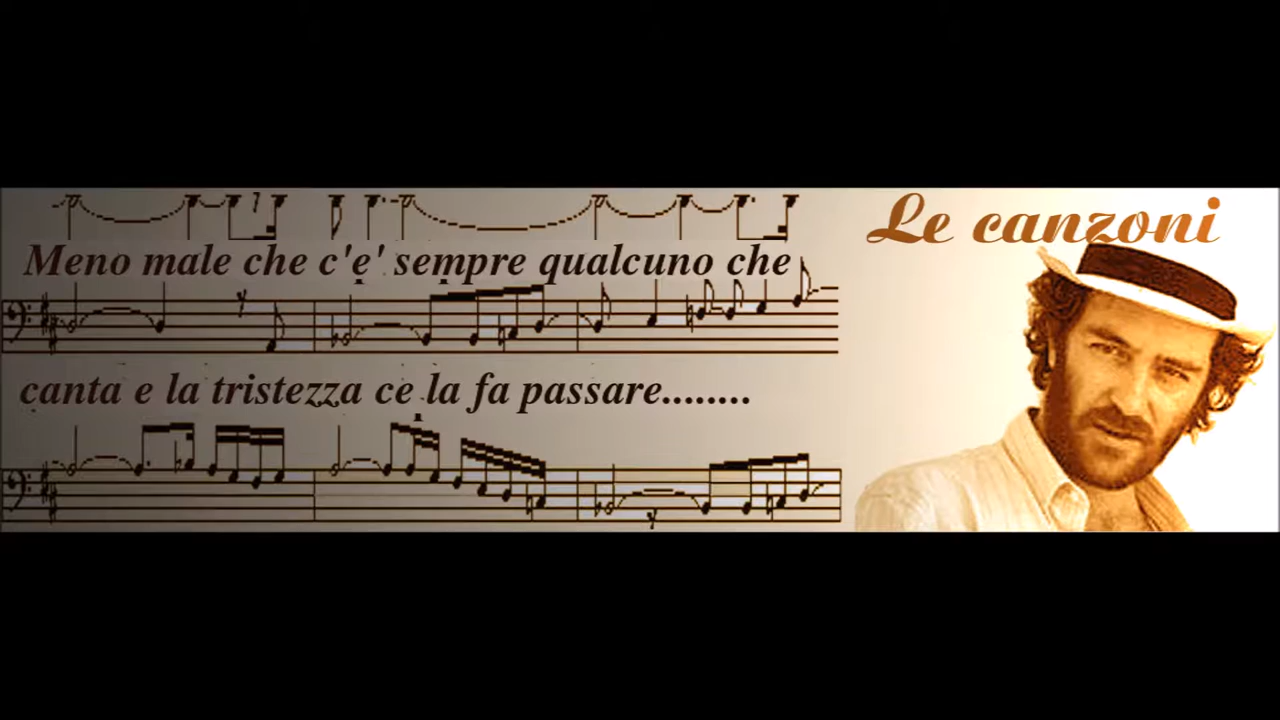 Le canzoni
Meno male che c'e' sempre qualcuno che
canta e la tristezza ce la fa passare........